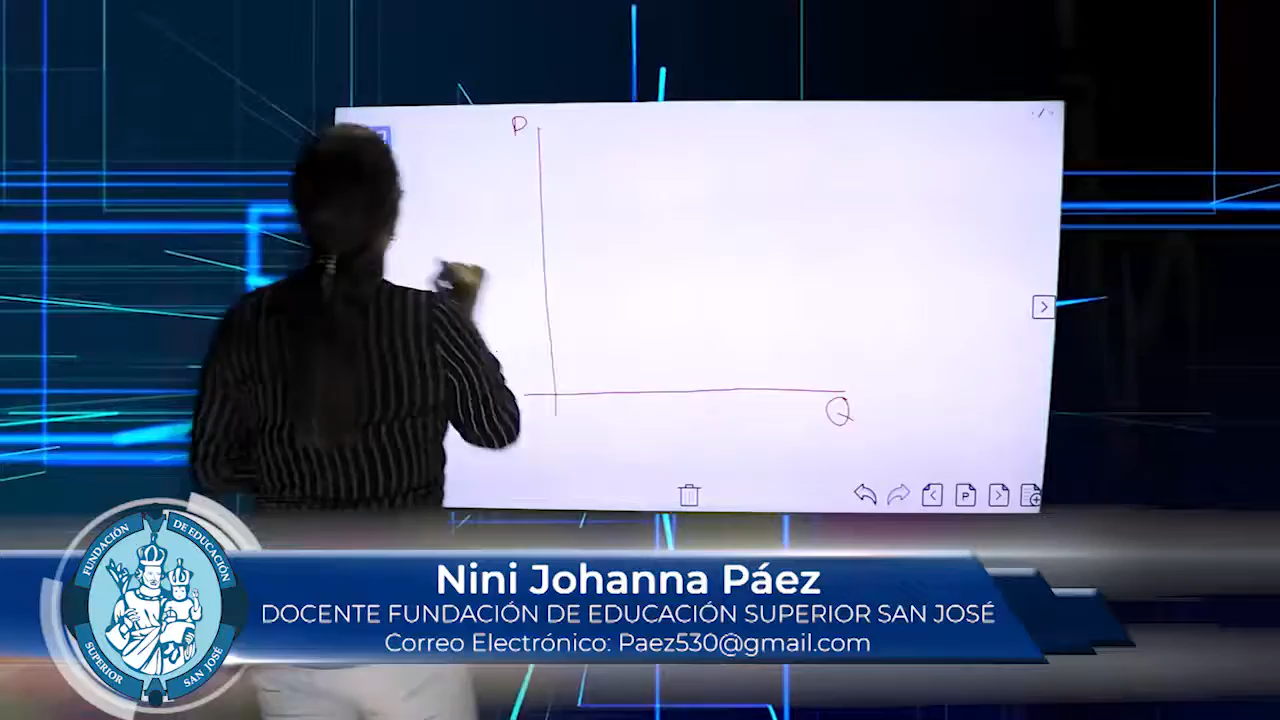 P
Q
P
FUNDACIÓN DE EDUCACIÓN
SUPERIOR SAN JOSÉ
Nini Johanna Páez
DOCENTE FUNDACIÓN DE EDUCACIÓN SUPERIOR SAN JOSÉ
Correo Electrónico: Paez530@gmail.com